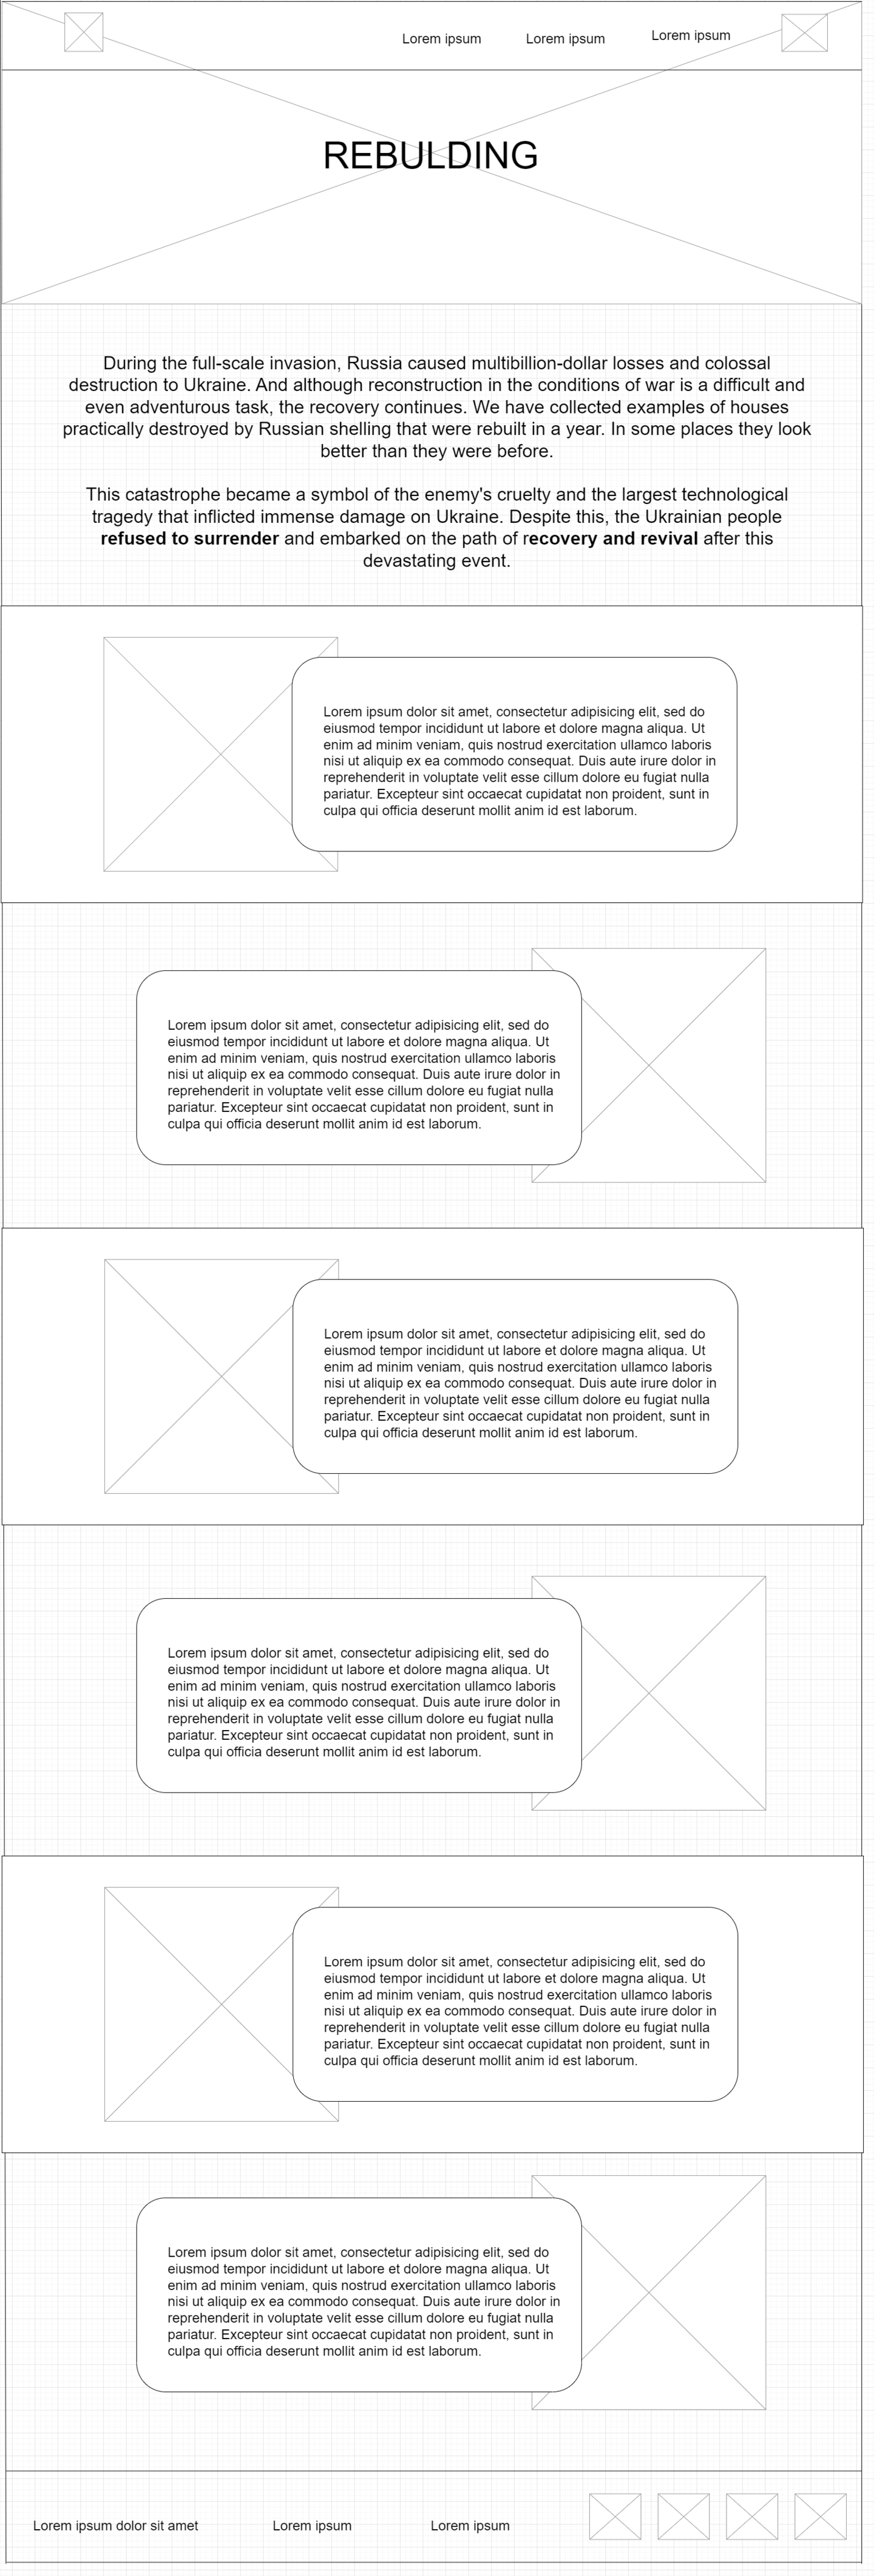 Lorem ipsum
Lorem ipsum
Lorem ipsum
REBULDING
During the full-scale invasion, Russia caused multibillion-dollar losses and colossal
destruction to Ukraine. And although reconstruction in the conditions of war is a difficult and
even adventurous task, the recovery continues. We have collected examples of houses
practically destroyed by Russian shelling that were rebuilt in a year. In some places they look
better than they were before.
This catastrophe became a symbol of the enemy's cruelty and the largest technological
tragedy that inflicted immense damage on Ukraine. Despite this, the Ukrainian people
refused to surrender and embarked on the path of recovery and revival after this
devastating event.
Lorem ipsum dolor sit amet, consectetur adipisicing elit, sed do
eiusmod tempor incididunt ut labore et dolore magna aliqua. Ut
enim ad minim veniam, quis nostrud exercitation ullamco laboris
nisi ut aliquip ex ea commodo consequat. Duis aute irure dolor in
reprehenderit in voluptate velit esse cillum dolore eu fugiat nulla
pariatur. Excepteur sint occaecat cupidatat non proident, sunt in
culpa qui officia deserunt mollit anim id est laborum.
Lorem ipsum dolor sit amet, consectetur adipisicing elit, sed do
eiusmod tempor incididunt ut labore et dolore magna aliqua. Ut
enim ad minim veniam, quis nostrud exercitation ullamco laboris
nisi ut aliquip ex ea commodo consequat. Duis aute irure dolor in
reprehenderit in voluptate velit esse cillum dolore eu fugiat nulla
pariatur. Excepteur sint occaecat cupidatat non proident, sunt in
culpa qui officia deserunt mollit anim id est laborum.
Lorem ipsum dolor sit amet, consectetur adipisicing elit, sed do
eiusmod tempor incididunt ut labore et dolore magna aliqua. Ut
enim ad minim veniam, quis nostrud exercitation ullamco laboris
nisi ut aliquip ex ea commodo consequat. Duis aute irure dolor in
reprehenderit in voluptate velit esse cillum dolore eu fugiat nulla
pariatur. Excepteur sint occaecat cupidatat non proident, sunt in
culpa qui officia deserunt mollit anim id est laborum.
Lorem ipsum dolor sit amet, consectetur adipisicing elit, sed do
eiusmod tempor incididunt ut labore et dolore magna aliqua. Ut
enim ad minim veniam, quis nostrud exercitation ullamco laboris
nisi ut aliquip ex ea commodo consequat. Duis aute irure dolor in
reprehenderit in voluptate velit esse cillum dolore eu fugiat nulla
pariatur. Excepteur sint occaecat cupidatat non proident, sunt in
culpa qui officia deserunt mollit anim id est laborum.
Lorem ipsum dolor sit amet, consectetur adipisicing elit, sed do
eiusmod tempor incididunt ut labore et dolore magna aliqua. Ut
enim ad minim veniam, quis nostrud exercitation ullamco laboris
nisi ut aliquip ex ea commodo consequat. Duis aute irure dolor in
reprehenderit in voluptate velit esse cillum dolore eu fugiat nulla
pariatur. Excepteur sint occaecat cupidatat non proident, sunt in
culpa qui officia deserunt mollit anim id est laborum.
Lorem ipsum dolor sit amet, consectetur adipisicing elit, sed do
eiusmod tempor incididunt ut labore et dolore magna aliqua. Ut
enim ad minim veniam, quis nostrud exercitation ullamco laboris
nisi ut aliquip ex ea commodo consequat. Duis aute irure dolor in
reprehenderit in voluptate velit esse cillum dolore eu fugiat nulla
pariatur. Excepteur sint occaecat cupidatat non proident, sunt in
culpa qui officia deserunt mollit anim id est laborum.
Lorem ipsum dolor sit amet
Lorem ipsum
Lorem ipsum